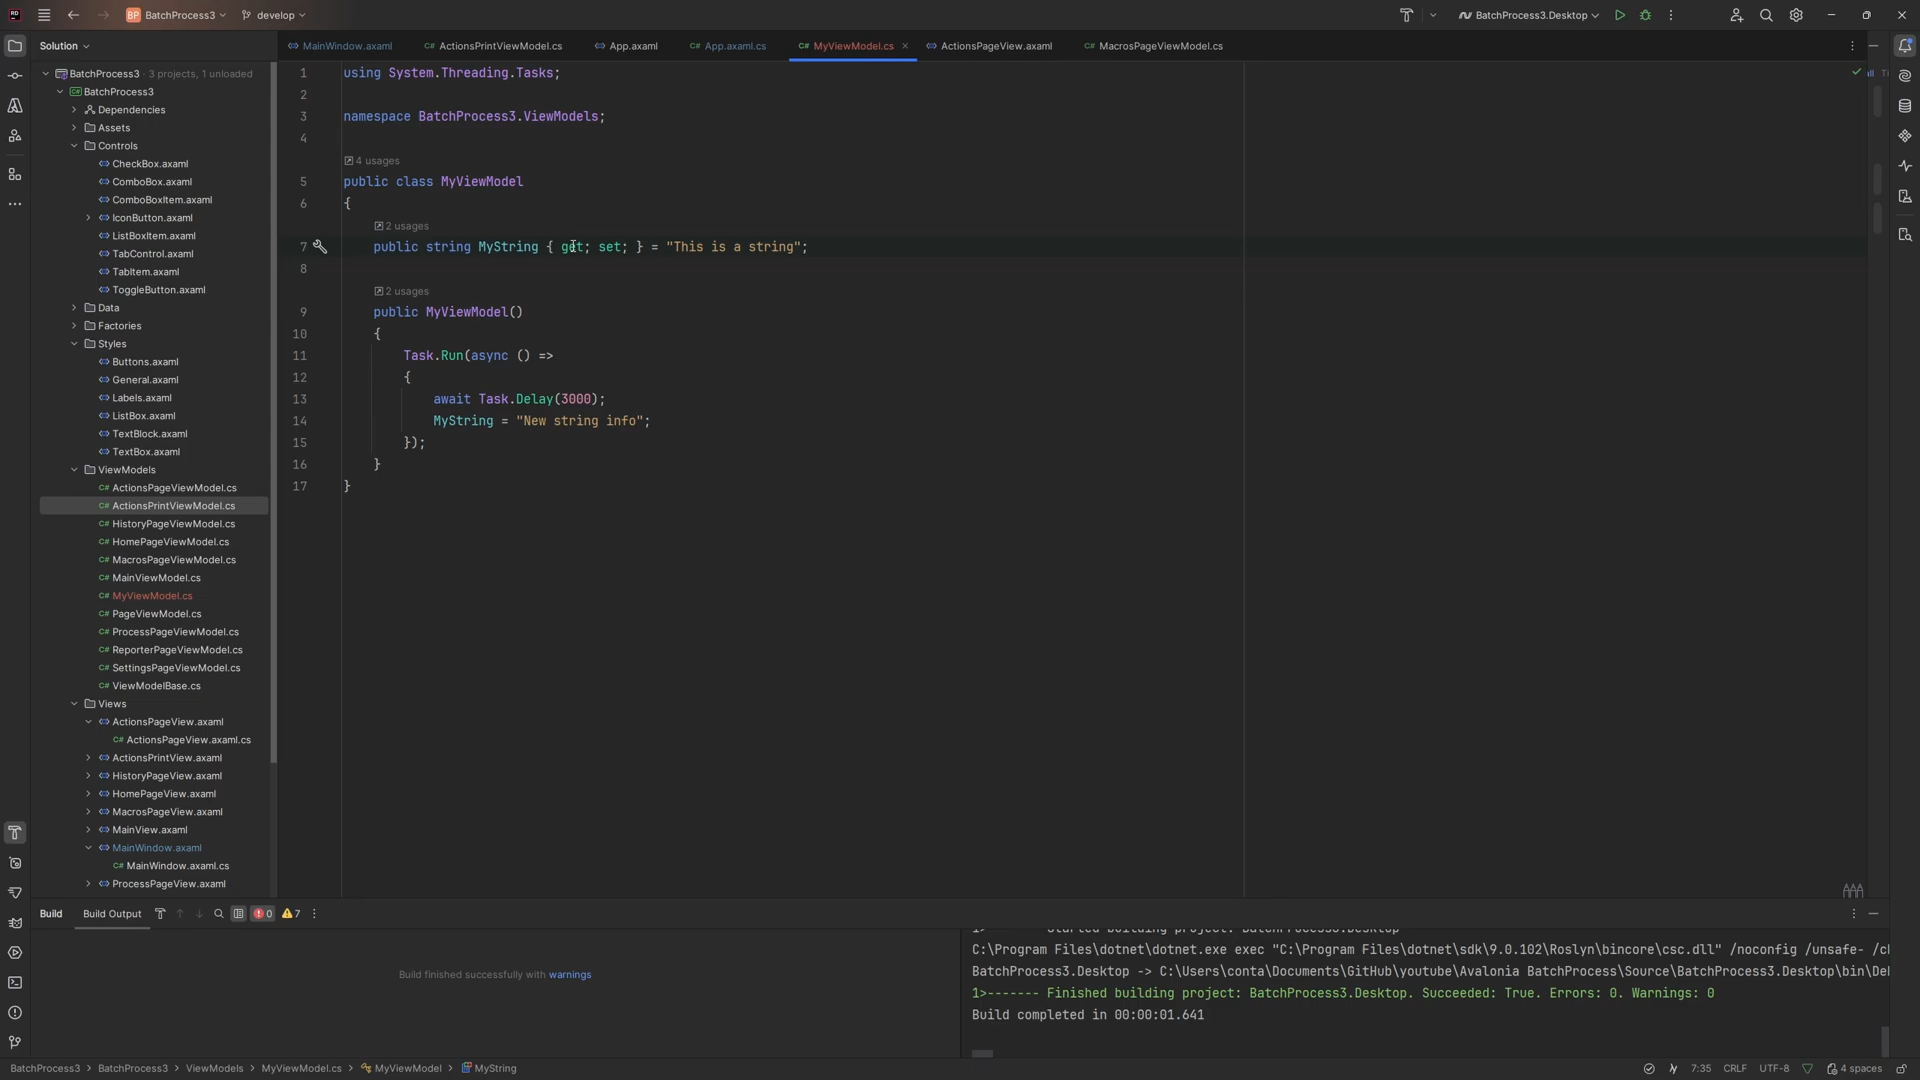 BP BatchProcess3
develop
BatchProcess3.Desktop
Solution
MainWindow.axaml
C# ActionsPrintViewModel.cs
App.axaml
C# App.axaml.cs
C# MyViewModel.cs
ActionsPageView.axaml
C# MacrosPageViewModel.cs
BatchProcess3 · 3 projects, 1 unloaded
C# BatchProcess3
Dependencies
Assets
Controls
CheckBox.axaml
ComboBox.axaml
ComboBoxItem.axaml
IconButton.axaml
ListBoxItem.axaml
TabControl.axaml
TabItem.axaml
ToggleButton.axaml
Data
Factories
Styles
Buttons.axaml
General.axaml
Labels.axaml
ListBox.axaml
TextBlock.axaml
TextBox.axaml
ViewModels
C# ActionsPageViewModel.cs
C# ActionsPrintViewModel.cs
C# HistoryPageViewModel.cs
C# HomePageViewModel.cs
C# MacrosPageViewModel.cs
C# MainViewModel.cs
C# MyViewModel.cs
C# PageViewModel.cs
C# ProcessPageViewModel.cs
C# ReporterPageViewModel.cs
C# SettingsPageViewModel.cs
C# ViewModelBase.cs
Views
ActionsPageView.axaml
C# ActionsPageView.axaml.cs
ActionsPrintView.axaml
HistoryPageView.axaml
HomePageView.axaml
MacrosPageView.axaml
MainView.axaml
MainWindow.axaml
C# MainWindow.axaml.cs
ProcessPageView.axaml
1 using System.Threading.Tasks;
2
3 namespace BatchProcess3.ViewModels;
4
4 usages
5 public class MyViewModel
6 {
2 usages
7 public string MyString { get; set; } = "This is a string";
8
2 usages
9 public MyViewModel()
10 {
11 Task.Run(async () =>
12 {
13 await Task.Delay(3000);
14 MyString = "New string info";
15 });
16 }
17 }
Build
Build Output
0
7
Build finished successfully with warnings
1>------- Started building project: BatchProcess3.Desktop
C:\Program Files\dotnet\dotnet.exe exec "C:\Program Files\dotnet\sdk\9.0.102\Roslyn\bincore\csc.dll" /noconfig /unsafe-
BatchProcess3.Desktop -> C:\Users\conta\Documents\GitHub\youtube\Avalonia BatchProcess\Source\BatchProcess3.Desktop\bin\De
1>------- Finished building project: BatchProcess3.Desktop. Succeeded: True. Errors: 0. Warnings: 0
Build completed in 00:00:01.641
BatchProcess3 > BatchProcess3 > ViewModels > MyViewModel.cs > MyViewModel > MyString
7:35
CRLF
UTF-8
4 spaces